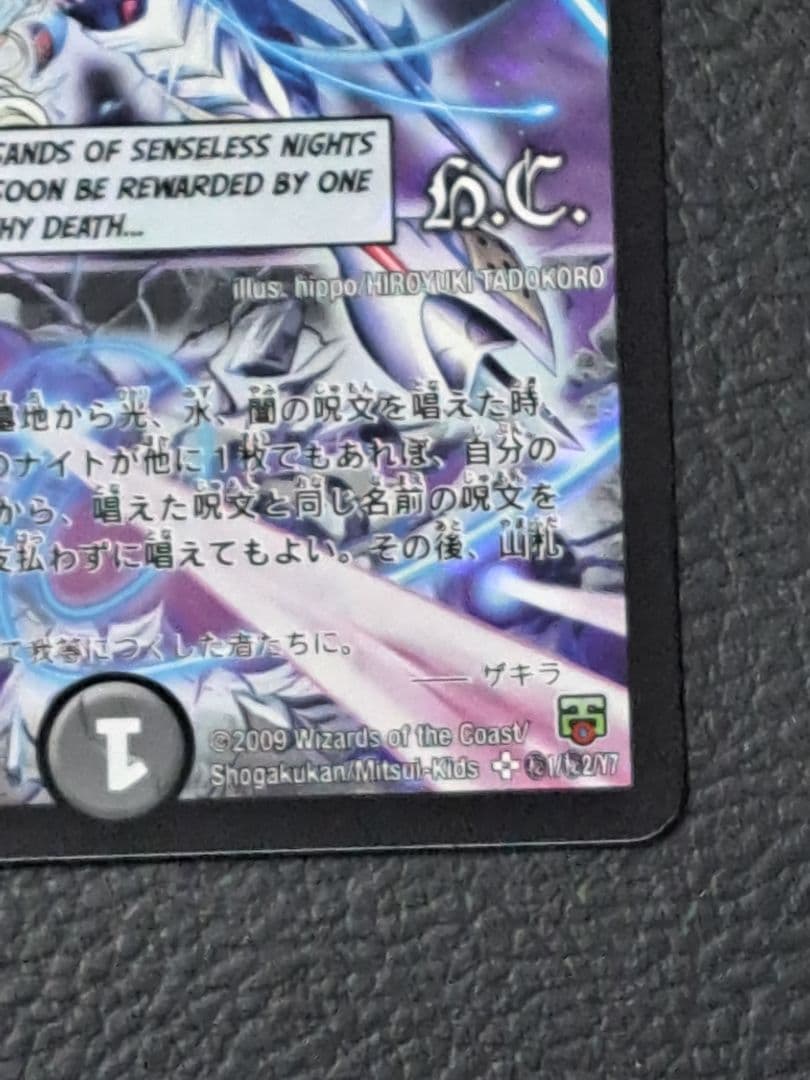 SANDS OF SENSELESS NIGHTS
SOON BE REWARDED BY ONE
HY DEATH...
H.C.
illus. hippo/HIROYUKI TADOKORO
墓地から光、水、闇の呪文を唱えた時、
のナイトが他に1枚でもあれば、自分の
から、唱えた呪文と同じ名前の呪文を
支払わずに唱えてもよい。その後、山札
て我等につくした者たちに。
—— ザキラ
1
©2009 Wizards of the Coast/
Shogakukan/Mitsui-Kids